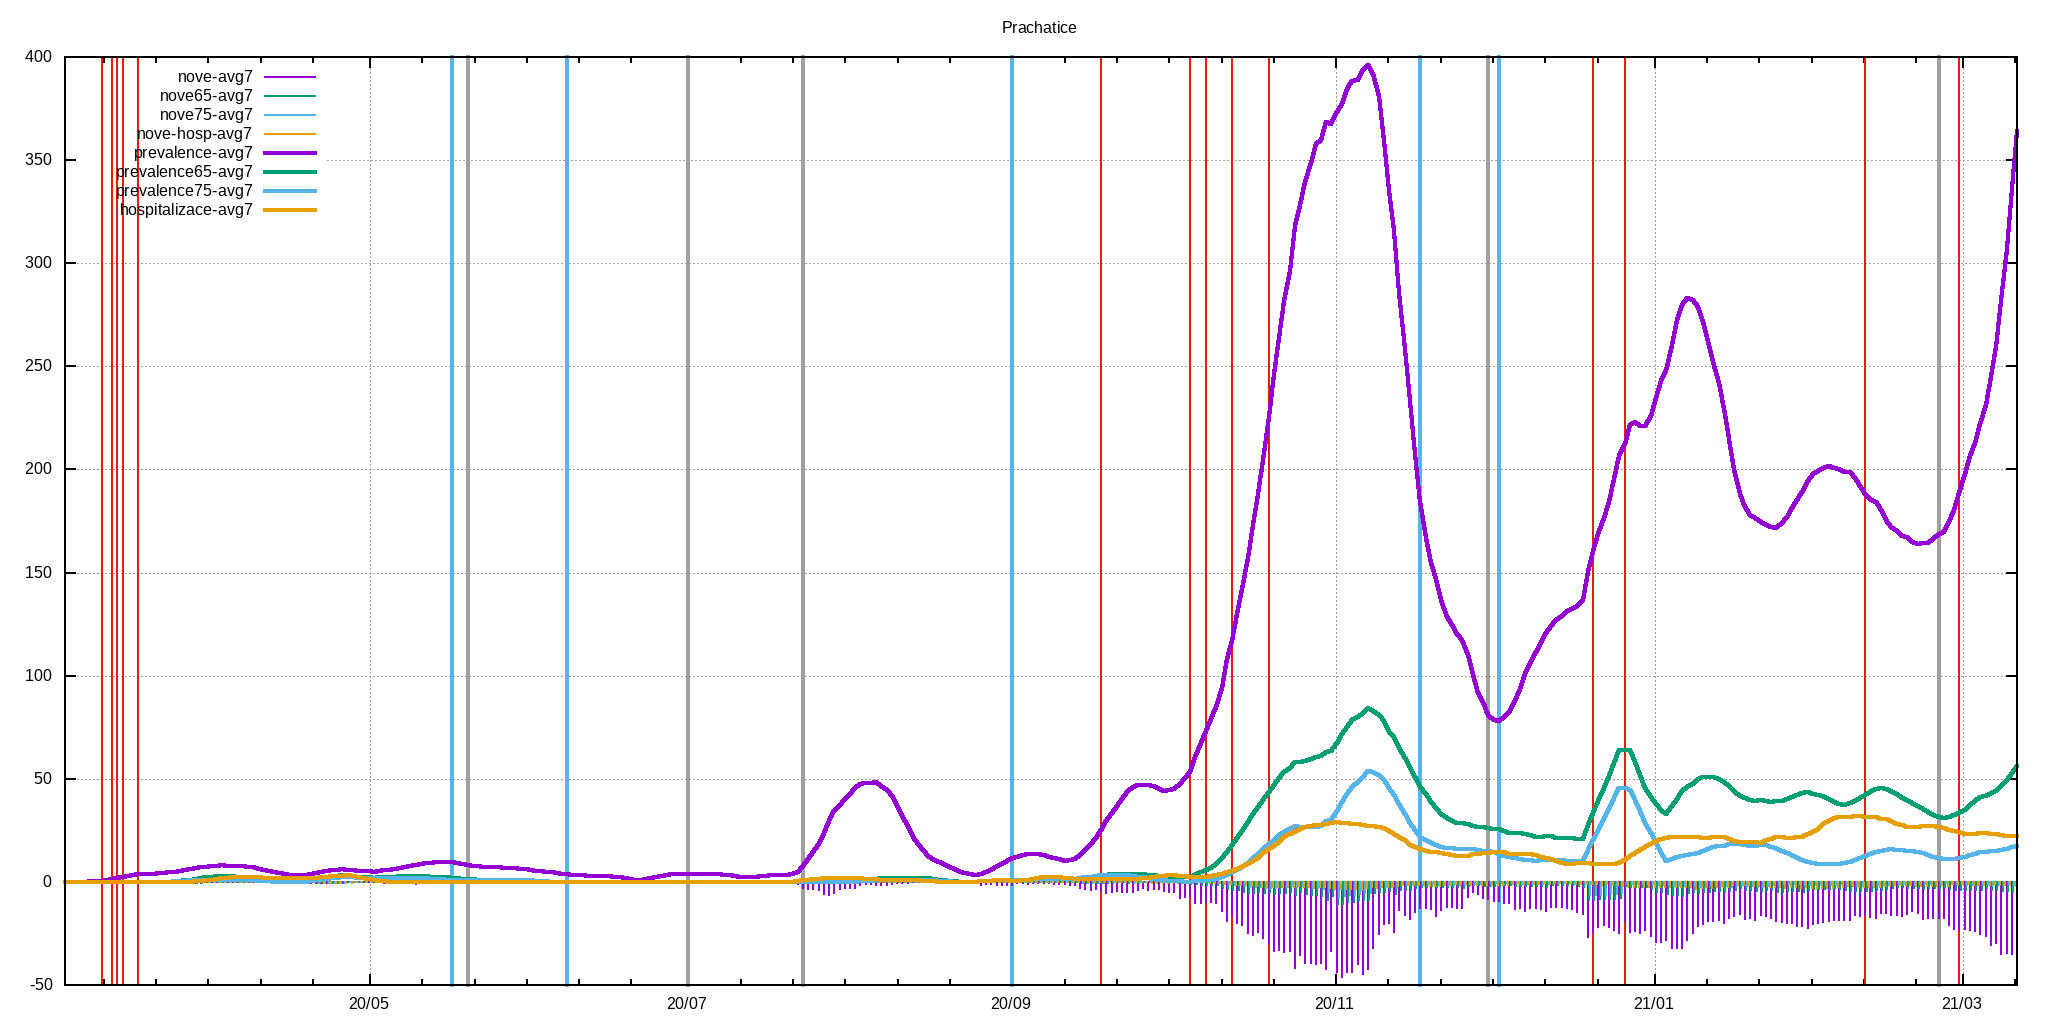 Prachatice
400
350
300
250
200
150
100
50
0
-50
nove-avg7
nove65-avg7
nove75-avg7
nove-hosp-avg7
prevalence-avg7
prevalence65-avg7
prevalence75-avg7
hospitalizace-avg7
20/05 20/07 20/09 20/11 21/01 21/03